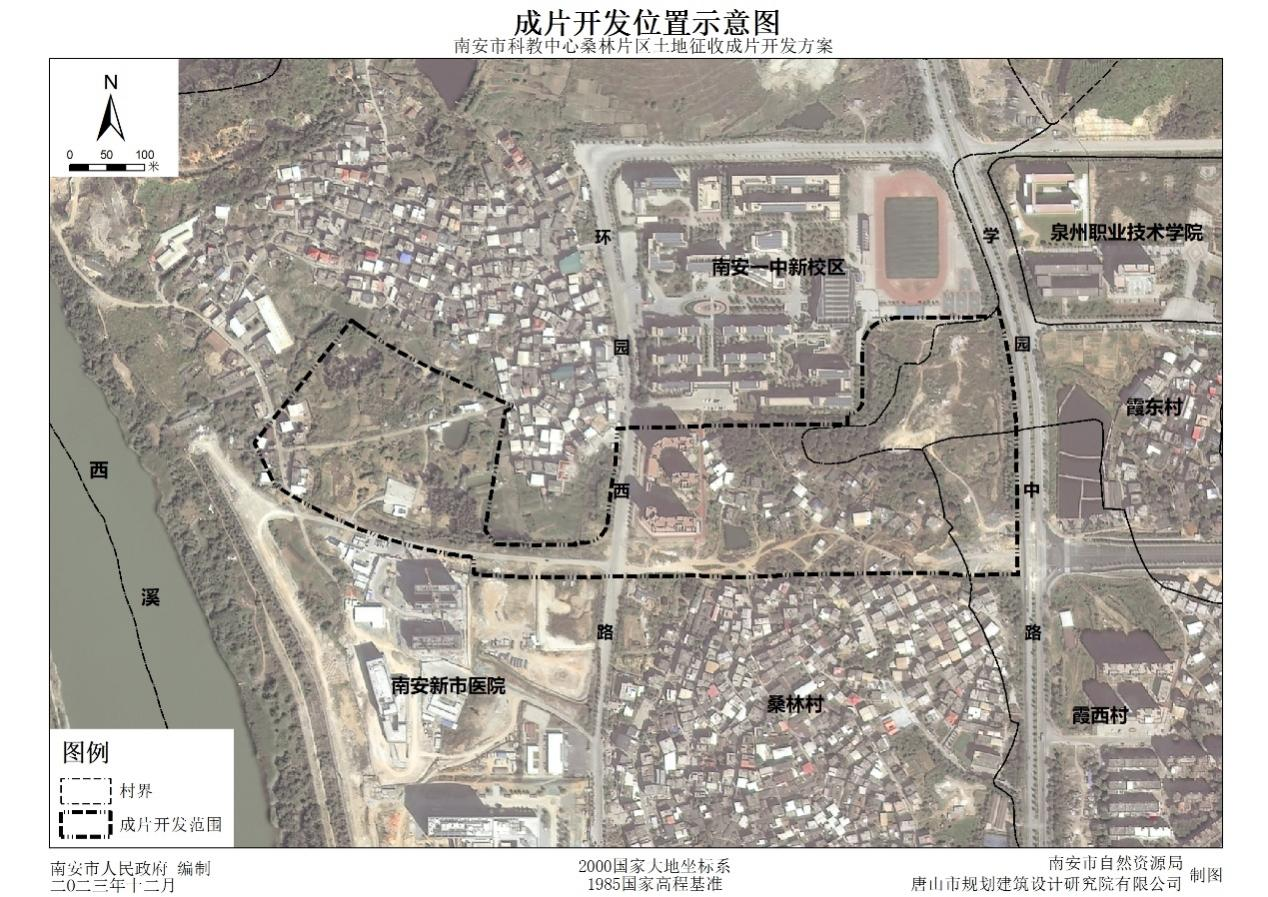 成片开发位置示意图
南安市科教中心桑林片区土地征收成片开发方案
N
0 50 100
米
环
园
西
路
学
园
中
路
南安一中新校区
泉州职业技术学院
霞东村
西
溪
南安新市医院
桑林村
霞西村
图例
村界
成片开发范围
南安市人民政府 编制
二〇二三年十二月
2000国家大地坐标系
1985国家高程基准
南安市自然资源局
唐山市规划建筑设计研究院有限公司
制图